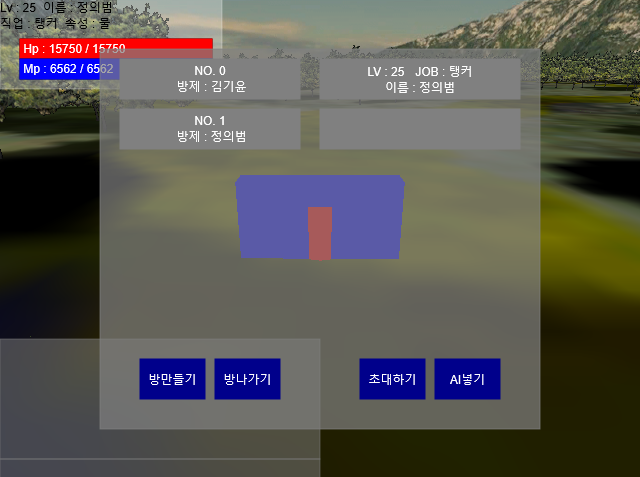 Lv : 25 이름 : 정의범
직업 : 탱커 속성 : 물
Hp : 15750 / 15750
Mp : 6562 / 6562
NO. 0
방제 : 김기윤
LV : 25 JOB : 탱커
이름 : 정의범
NO. 1
방제 : 정의범
방만들기
방나가기
초대하기
AI넣기